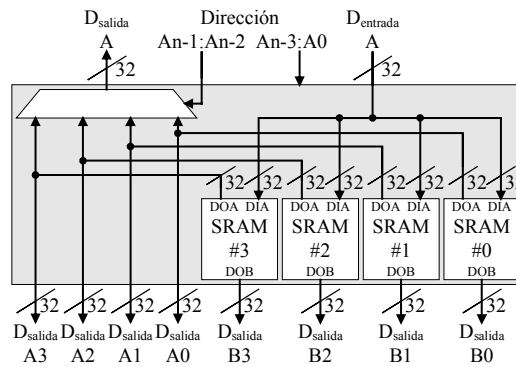 Dsalida Dirección Dentrada
A An-1:An-2 An-3:A0 A
32 32
32 32 32 32 32 32 32 32
DOA DIA DOA DIA DOA DIA DOA DIA
SRAM SRAM SRAM SRAM
#3 #2 #1 #0
DOB DOB DOB DOB
32 32 32 32 32 32 32 32
Dsalida Dsalida Dsalida Dsalida Dsalida Dsalida Dsalida Dsalida
A3 A2 A1 A0 B3 B2 B1 B0